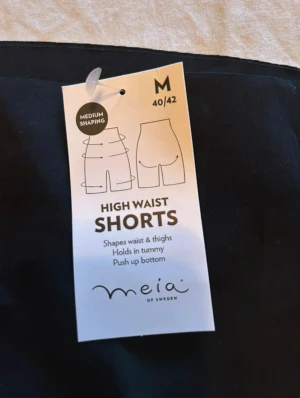 M
40/42
MEDIUM
SHAPING
HIGH WAIST
SHORTS
Shapes waist & thighs
Holds in tummy
Push up bottom
meia
OF SWEDEN